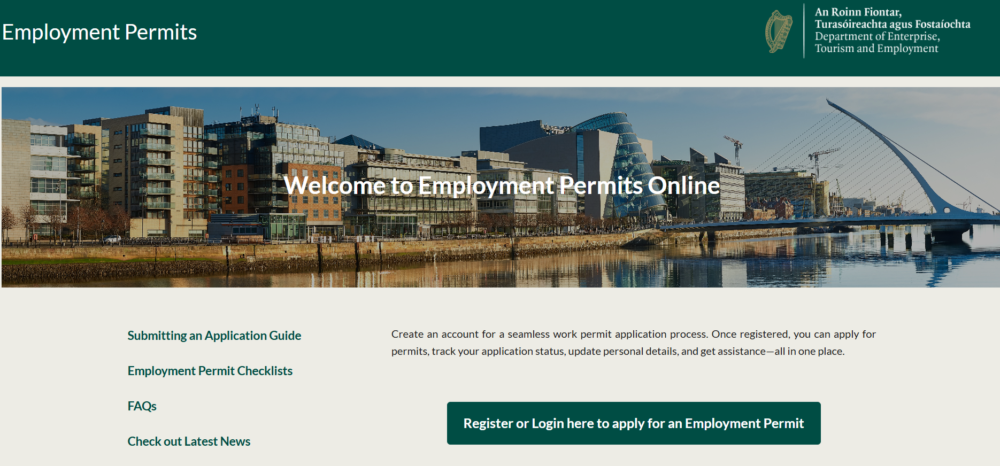 Employment Permits
An Roinn Fiontar,
Turasóireachta agus Fostaíochta
Department of Enterprise,
Tourism and Employment
Welcome to Employment Permits Online
Submitting an Application Guide
Employment Permit Checklists
FAQs
Check out Latest News
Create an account for a seamless work permit application process. Once registered, you can apply for
permits, track your application status, update personal details, and get assistance—all in one place.
Register or Login here to apply for an Employment Permit